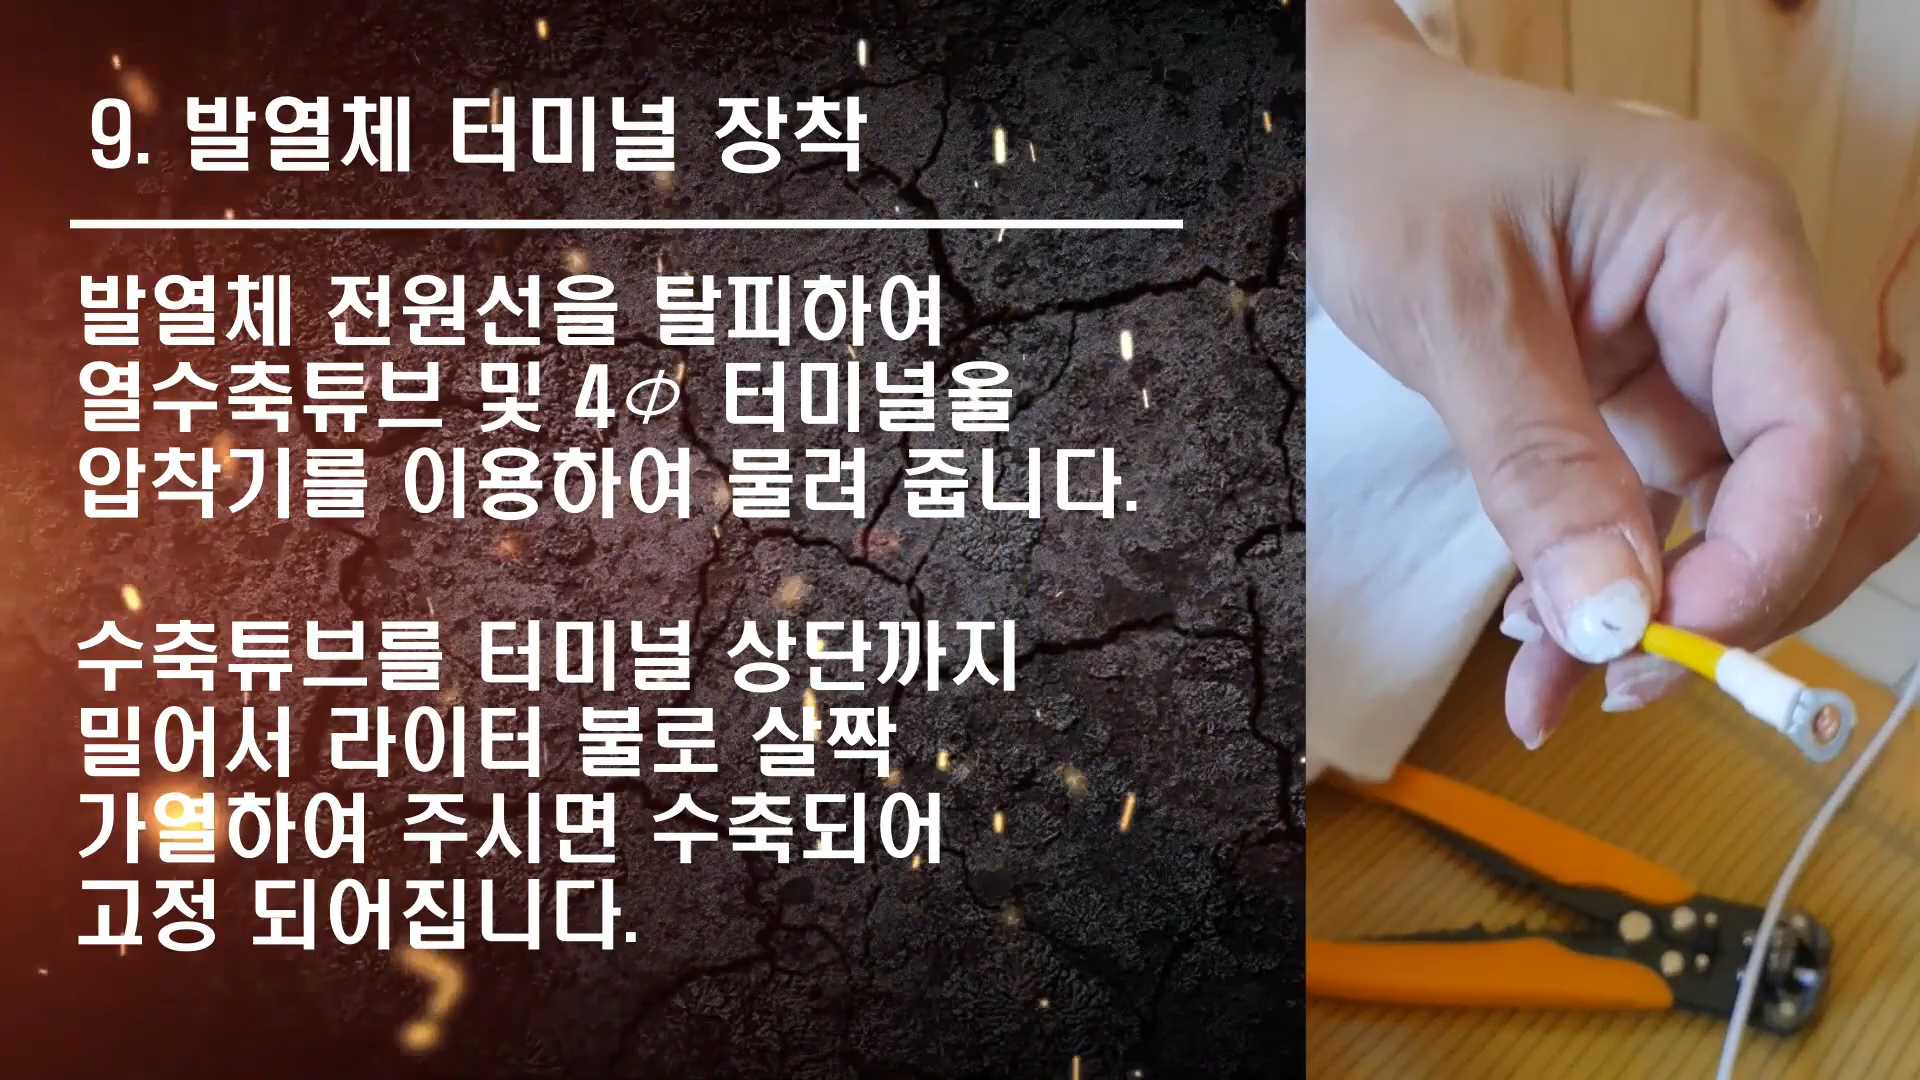 9. 발열체 터미널 장착
발열체 전원선을 탈피하여
열수축튜브 및 4Φ 터미널울
압착기를 이용하여 물려 줍니다.
수축튜브를 터미널 상단까지
밀어서 라이터 불로 살짝
가열하여 주시면 수축되어
고정 되어집니다.